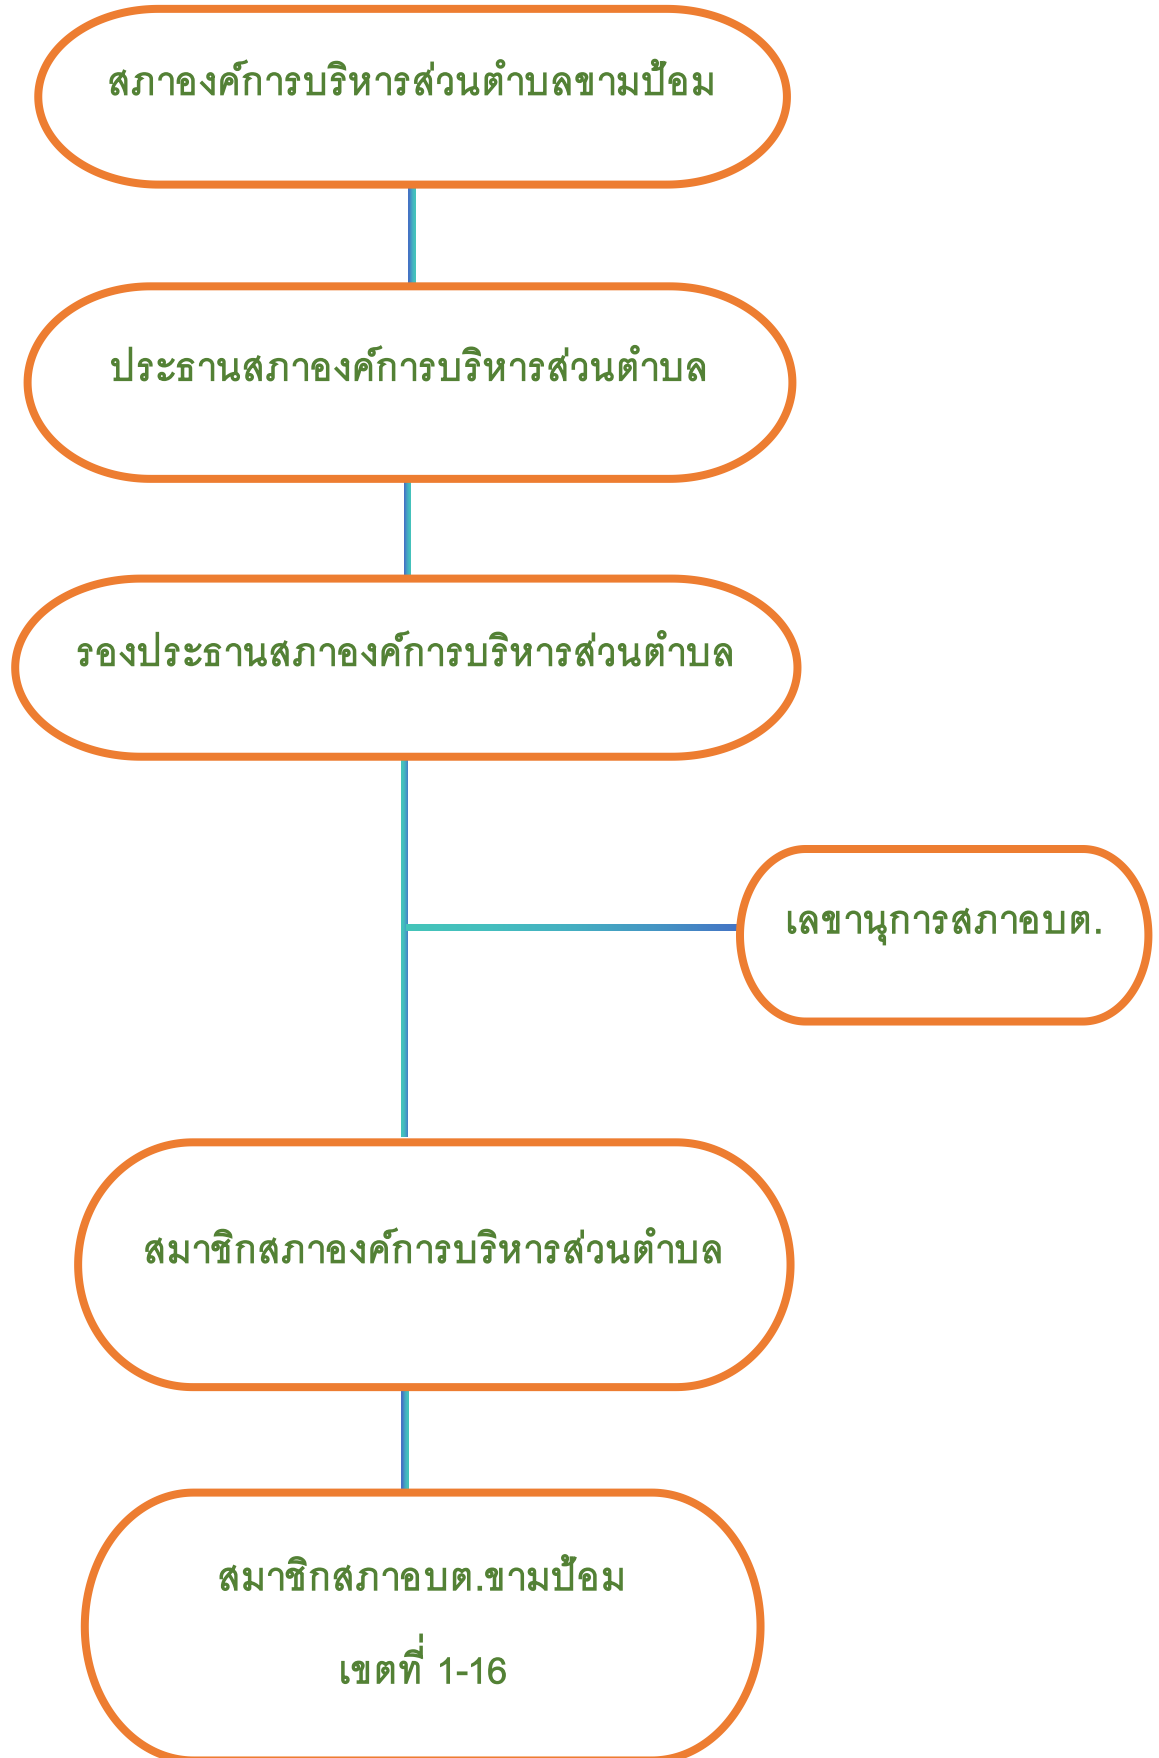 สภาองค์การบริหารส่วนตำบลขามป้อม
ประธานสภาองค์การบริหารส่วนตำบล
รองประธานสภาองค์การบริหารส่วนตำบล
เลขานุการสภาอบต.
สมาชิกสภาองค์การบริหารส่วนตำบล
สมาชิกสภาอบต.ขามป้อม
เขตที่ 1-16